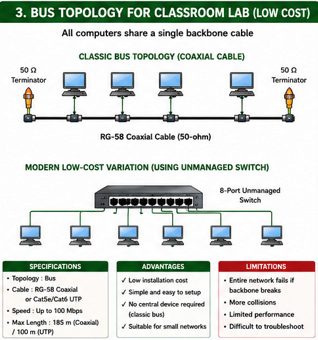 3. BUS TOPOLOGY FOR CLASSROOM LAB (LOW COST)
All computers share a single backbone cable
CLASSIC BUS TOPOLOGY (COAXIAL CABLE)
50 Ω
Terminator
50 Ω
Terminator
RG-58 Coaxial Cable (50-ohm)
MODERN LOW-COST VARIATION (USING UNMANAGED SWITCH)
8-Port Unmanaged
Switch
SPECIFICATIONS
• Topology : Bus
• Cable : RG-58 Coaxial
or Cat5e/Cat6 UTP
• Speed : Up to 100 Mbps
• Max Length : 185 m (Coaxial)
/ 100 m (UTP)
ADVANTAGES
✓ Low installation cost
✓ Simple and easy to setup
✓ No central device required
(classic bus)
✓ Suitable for small networks
LIMITATIONS
• Entire network fails if
backbone breaks
• More collisions
• Limited performance
• Difficult to troubleshoot